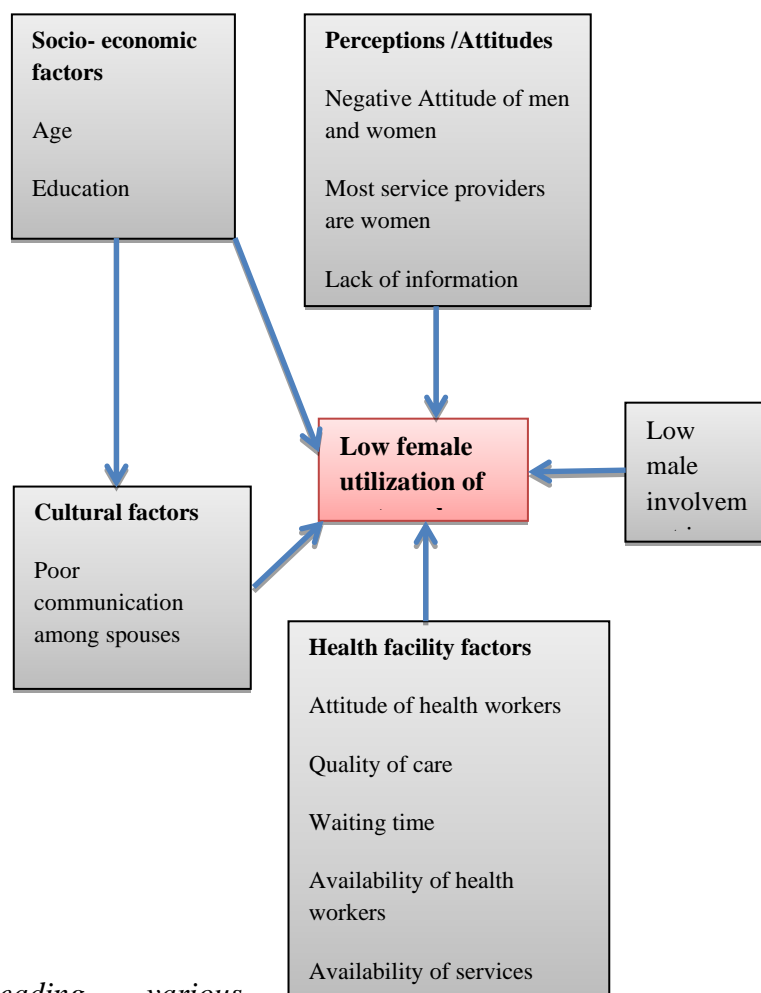 Socio- economic
factors
Age
Education
Perceptions /Attitudes
Negative Attitude of men
and women
Most service providers
are women
Lack of information
Low female
utilization of
Low
male
involvem
Cultural factors
Poor
communication
among spouses
Health facility factors
Attitude of health workers
Quality of care
Waiting time
Availability of health
workers
Availability of services
various